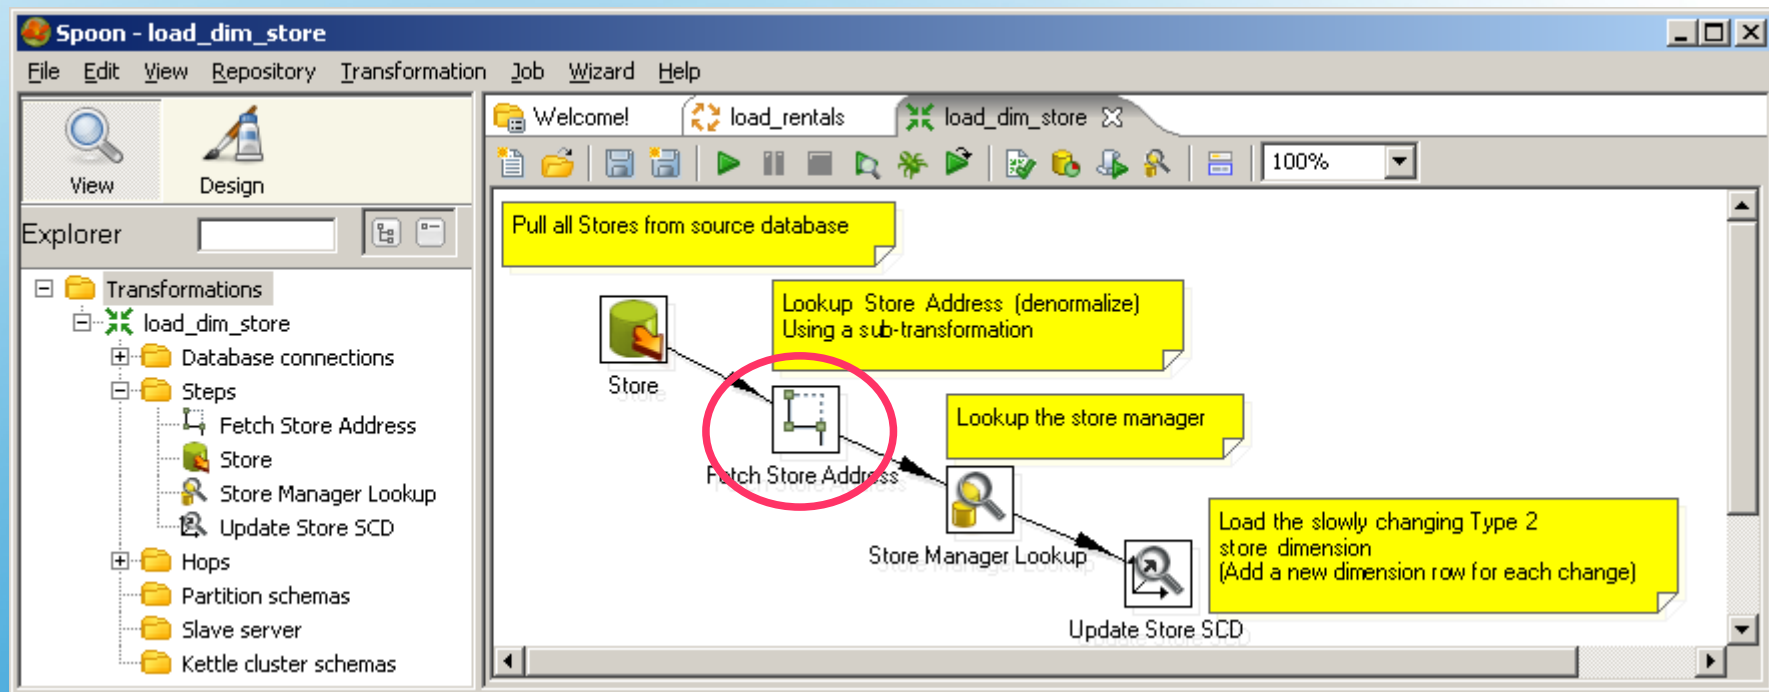 Spoon - load_dim_store
File Edit View Repository Transformation Job Wizard Help
View
Design
Explorer
Transformations
load_dim_store
Database connections
Steps
Fetch Store Address
Store
Store Manager Lookup
Update Store SCD
Hops
Partition schemas
Slave server
Kettle cluster schemas
Welcome! load_rentals load_dim_store
100%
Pull all Stores from source database
Lookup Store Address (denormalize)
Using a sub-transformation
Store
Fetch Store Address
Lookup the store manager
Store Manager Lookup
Load the slowly changing Type 2
store dimension
(Add a new dimension row for each change)
Update Store SCD